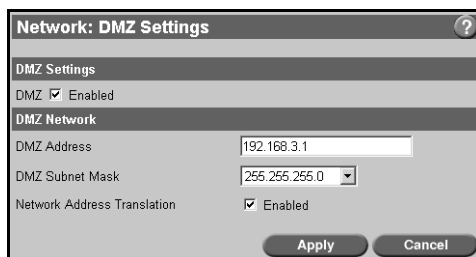 Network: DMZ Settings ?
DMZ Settings
DMZ Enabled
DMZ Network
DMZ Address 192.168.3.1
DMZ Subnet Mask 255.255.255.0
Network Address Translation Enabled
Apply Cancel